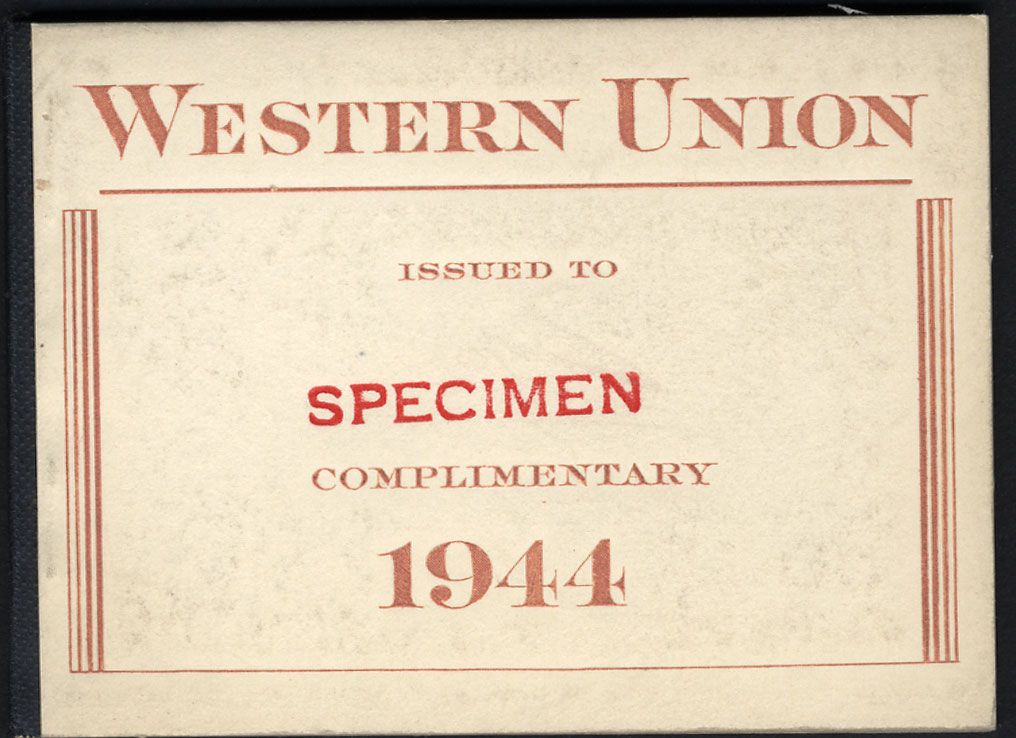 WESTERN UNION
ISSUED TO
SPECIMEN
COMPLIMENTARY
1944